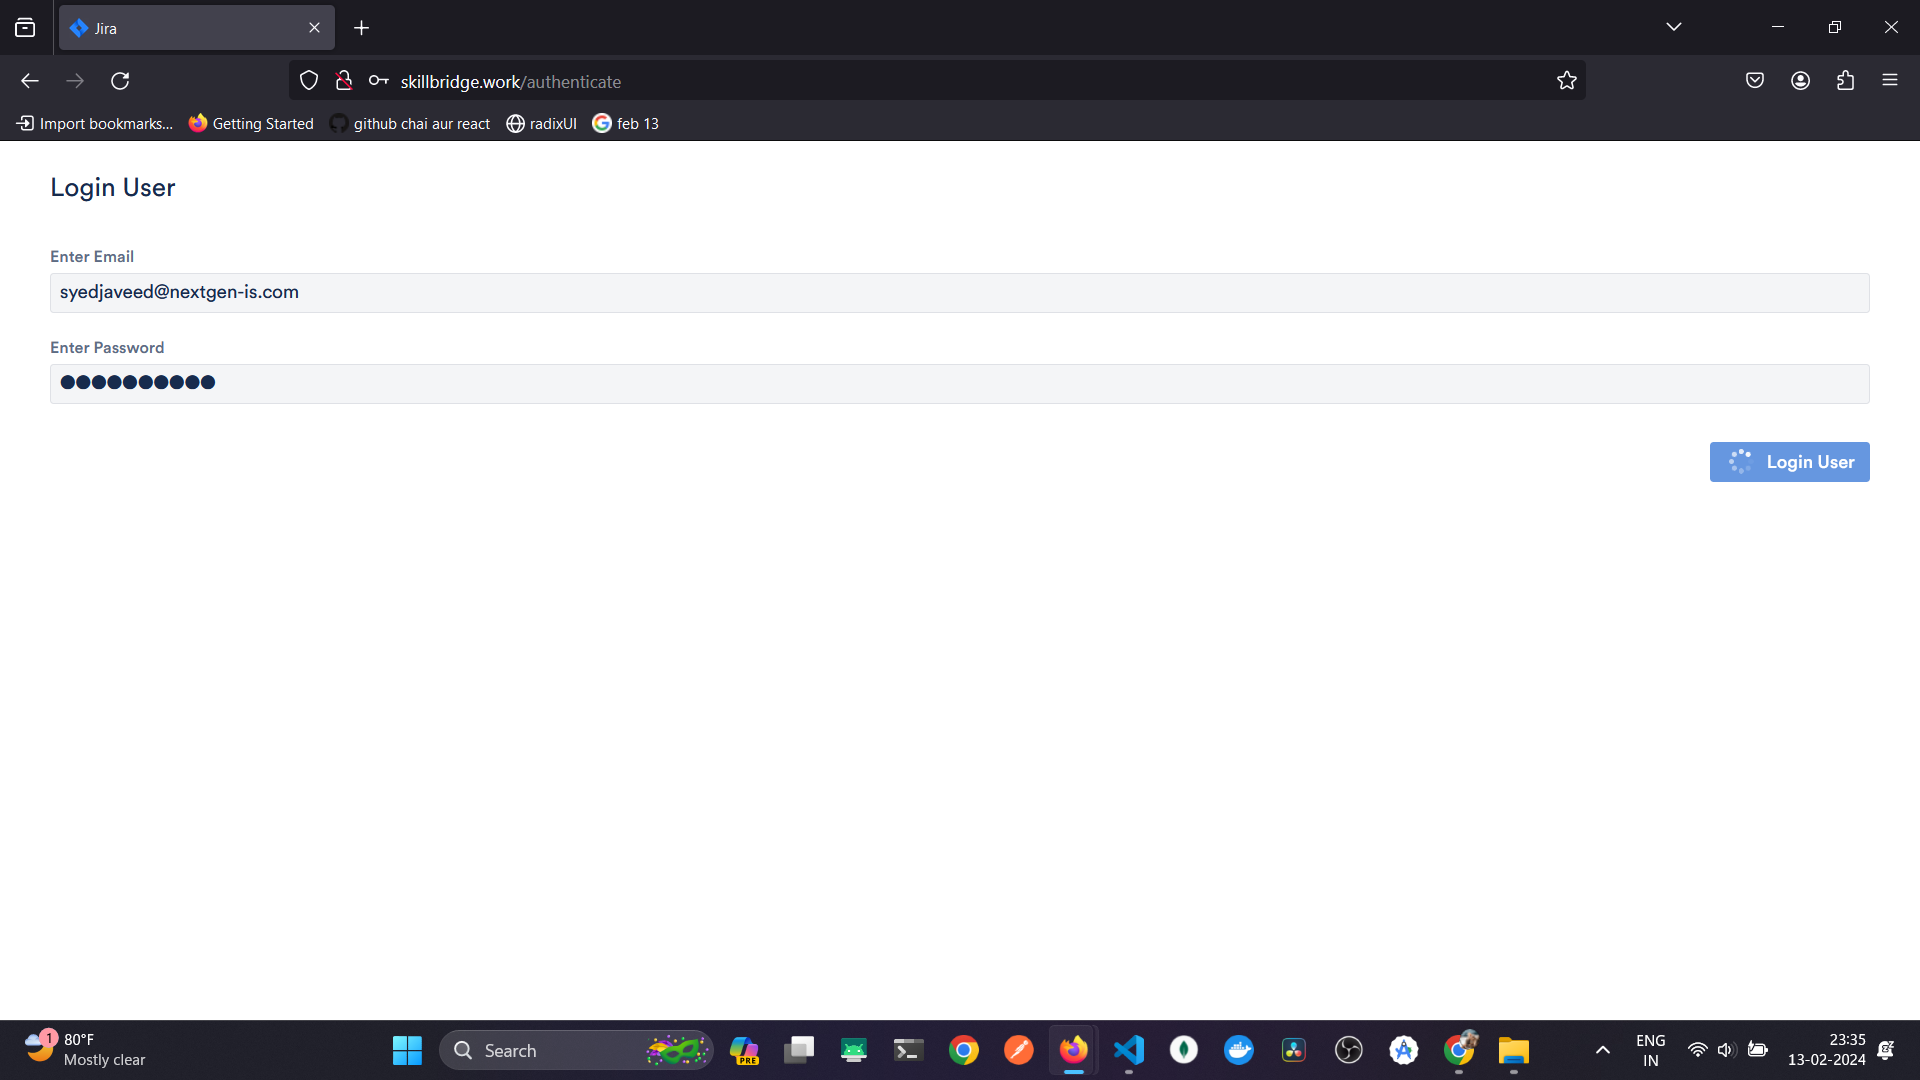 Jira
skillbridge.work/authenticate
Import bookmarks...
Getting Started
github chai aur react
radixUI
feb 13
Login User
Enter Email
syedjaveed@nextgen-is.com
Enter Password
●●●●●●●●●●
Login User
1
80°F
Mostly clear
Search
PRE
ENG
IN
23:35
13-02-2024